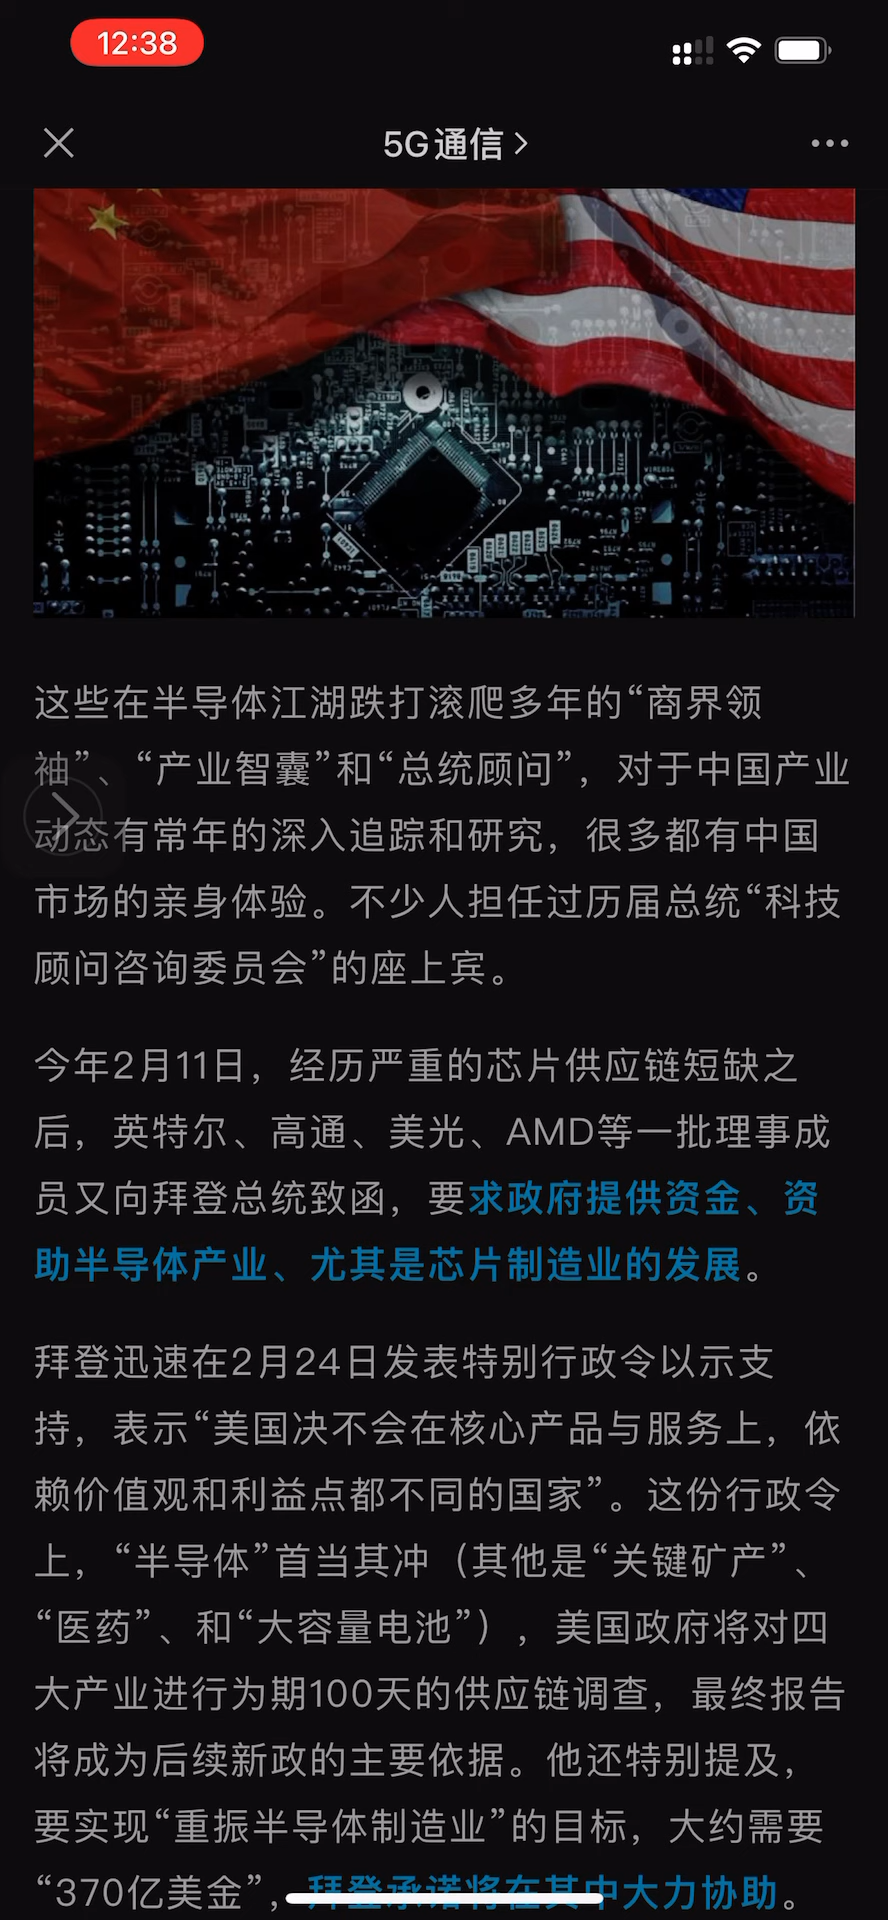 12:38
5G通信
这些在半导体江湖跌打滚爬多年的“商界领
袖”、“产业智囊”和“总统顾问”，对于中国产业
动态有常年的深入追踪和研究，很多都有中国
市场的亲身体验。不少人担任过历届总统“科技
顾问咨询委员会”的座上宾。
今年2月11日，经历严重的芯片供应链短缺之
后，英特尔、高通、美光、AMD等一批理事成
员又向拜登总统致函，要求政府提供资金、资
助半导体产业、尤其是芯片制造业的发展。
拜登迅速在2月24日发表特别行政令以示支
持，表示“美国决不会在核心产品与服务上，依
赖价值观和利益点都不同的国家”。这份行政令
上，“半导体”首当其冲（其他是“关键矿产”、
“医药”、和“大容量电池”），美国政府将对四
大产业进行为期100天的供应链调查，最终报告
将成为后续新政的主要依据。他还特别提及，
要实现“重振半导体制造业”的目标，大约需要
“370亿美金”，拜登承诺将在其中大力协助。